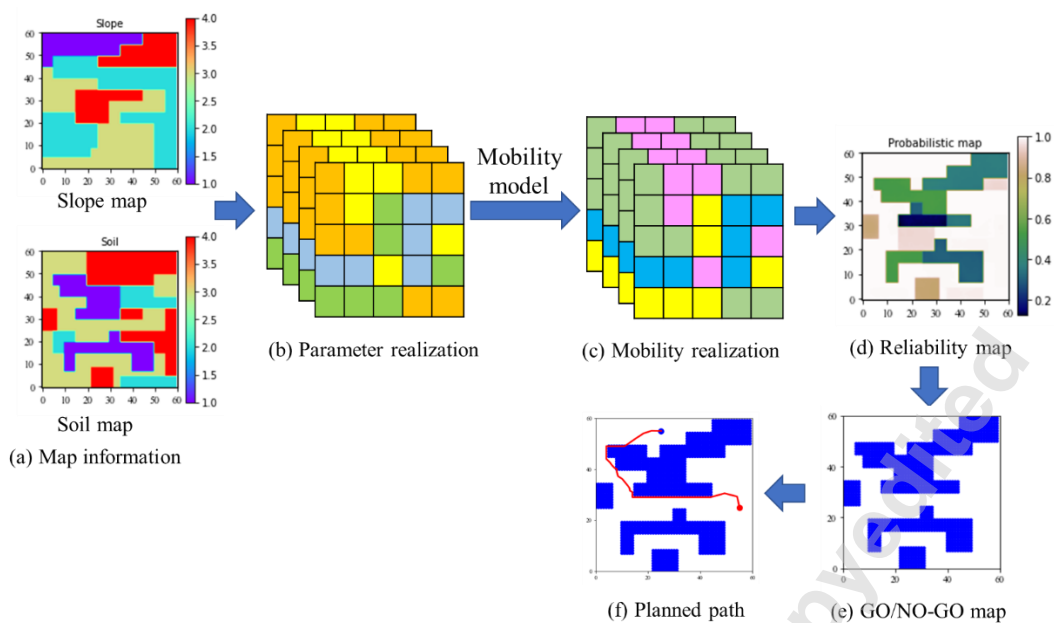 Slope
60
50
40
30
20
10
0
0 10 20 30 40 50 60
4.0
3.5
3.0
2.5
2.0
1.5
1.0
Slope map
Soil
60
50
40
30
20
10
0
0 10 20 30 40 50 60
4.0
3.5
3.0
2.5
2.0
1.5
1.0
Soil map
(a) Map information
(b) Parameter realization
Mobility
model
(c) Mobility realization
Probabilistic map
60
50
40
30
20
10
0
0 10 20 30 40 50 60
1.0
0.8
0.6
0.4
0.2
(d) Reliability map
60
50
40
30
20
10
0
0 20 40 60
(e) GO/NO-GO map
60
40
20
0
0 20 40 60
(f) Planned path
nyedited